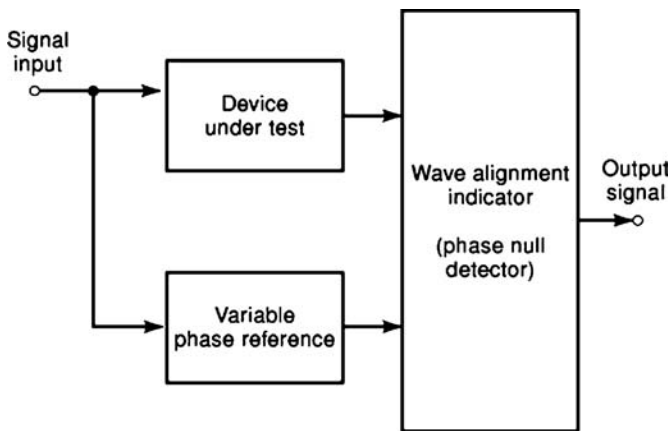 Signal
input
Device
under test
Wave alignment
indicator
(phase null
detector)
Output
signal
Variable
phase reference